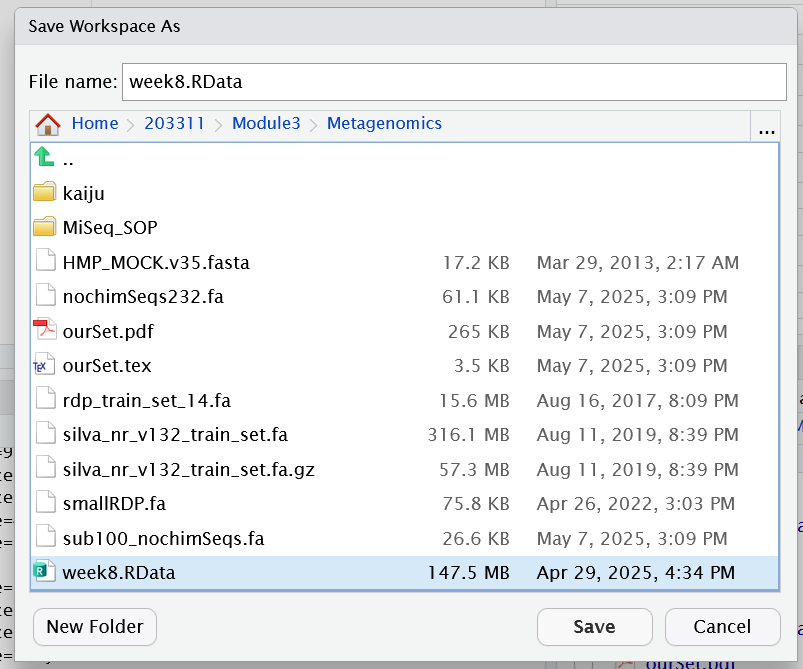 Save Workspace As
File name: week8.RData
Home 203311 Module3 Metagenomics ...
..
kaiju
MiSeq_SOP
HMP_MOCK.v35.fasta 17.2 KB Mar 29, 2013, 2:17 AM
nochimSeqs232.fa 61.1 KB May 7, 2025, 3:09 PM
ourSet.pdf 265 KB May 7, 2025, 3:09 PM
ourSet.tex 3.5 KB May 7, 2025, 3:09 PM
rdp_train_set_14.fa 15.6 MB Aug 16, 2017, 8:09 PM
silva_nr_v132_train_set.fa 316.1 MB Aug 11, 2019, 8:39 PM
silva_nr_v132_train_set.fa.gz 57.3 MB Aug 11, 2019, 8:39 PM
smallRDP.fa 75.8 KB Apr 26, 2022, 3:03 PM
sub100_nochimSeqs.fa 26.6 KB May 7, 2025, 3:09 PM
week8.RData 147.5 MB Apr 29, 2025, 4:34 PM
New Folder Save Cancel
ourSet.pdf